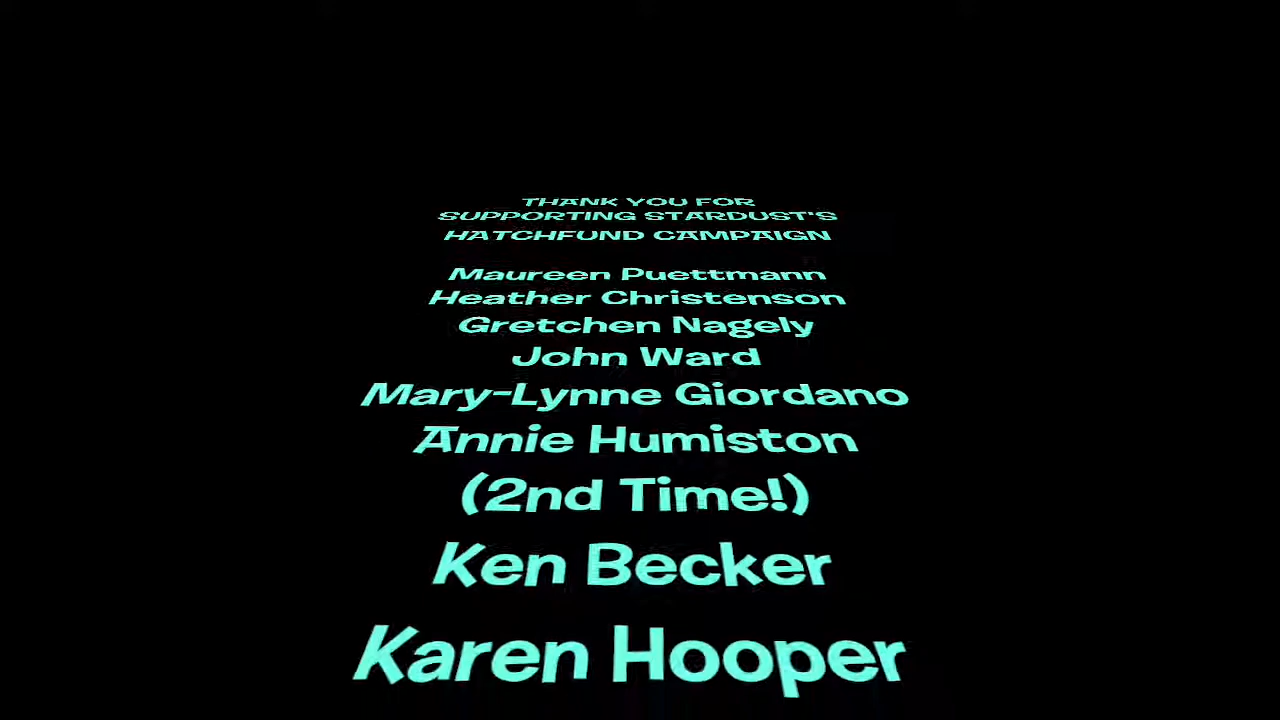 THANK YOU FOR
SUPPORTING STARDUST'S
HATCHFUND CAMPAIGN
Maureen Puettmann
Heather Christenson
Gretchen Nagely
John Ward
Mary-Lynne Giordano
Annie Humiston
(2nd Time!)
Ken Becker
Karen Hooper